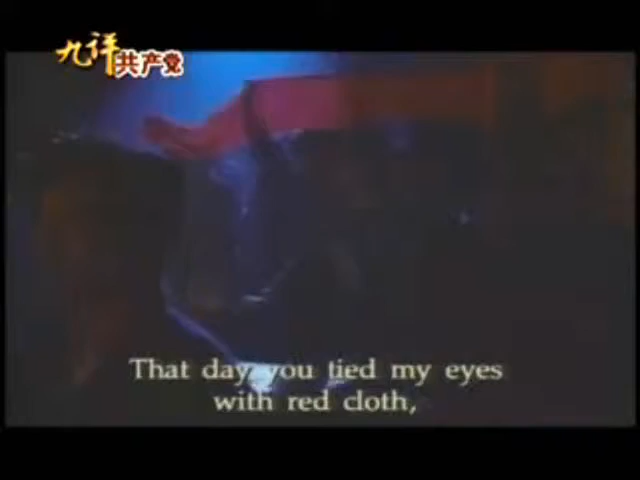 九评
共产党
That day you tied my eyes
with red cloth,